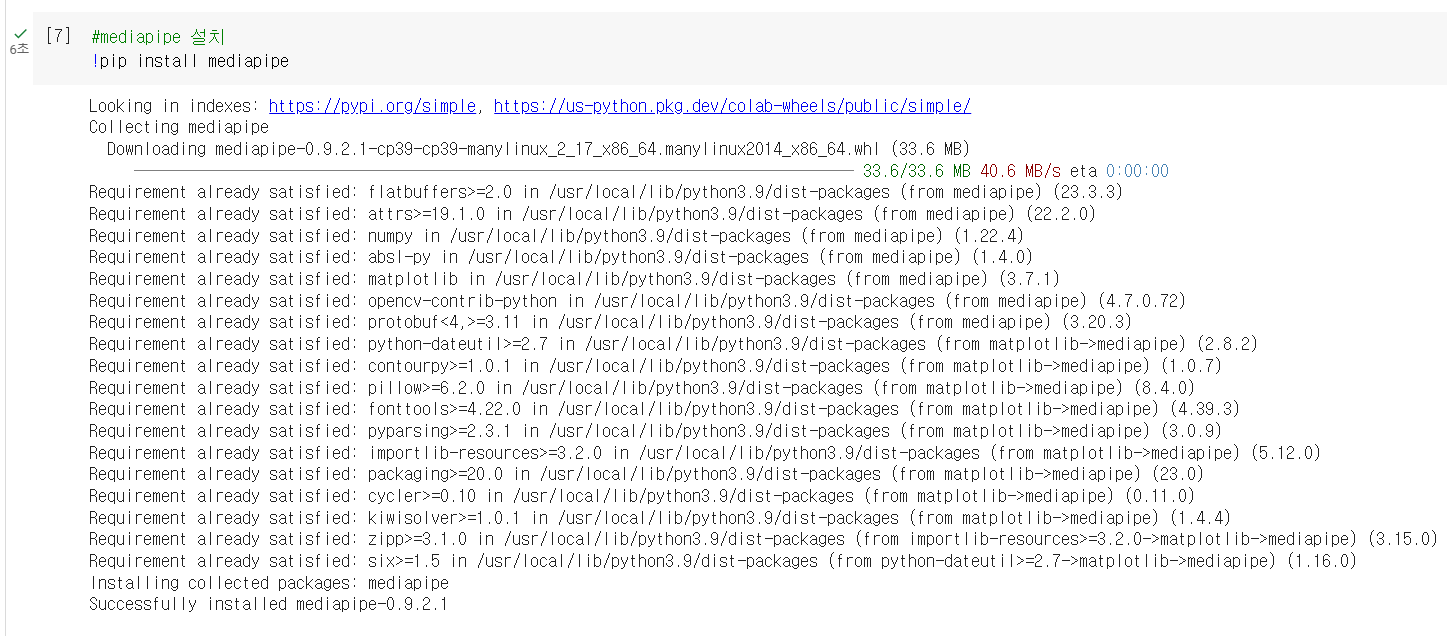 [7] #mediapipe 설치
6초
!pip install mediapipe
Looking in indexes: https://pypi.org/simple, https://us-python.pkg.dev/colab-wheels/public/simple/
Collecting mediapipe
Downloading mediapipe-0.9.2.1-cp39-cp39-manylinux_2_17_x86_64.manylinux2014_x86_64.whl (33.6 MB)
33.6/33.6 MB 40.6 MB/s eta 0:00:00
Requirement already satisfied: flatbuffers>=2.0 in /usr/local/lib/python3.9/dist-packages (from mediapipe) (23.3.3)
Requirement already satisfied: attrs>=19.1.0 in /usr/local/lib/python3.9/dist-packages (from mediapipe) (22.2.0)
Requirement already satisfied: numpy in /usr/local/lib/python3.9/dist-packages (from mediapipe) (1.22.4)
Requirement already satisfied: absl-py in /usr/local/lib/python3.9/dist-packages (from mediapipe) (1.4.0)
Requirement already satisfied: matplotlib in /usr/local/lib/python3.9/dist-packages (from mediapipe) (3.7.1)
Requirement already satisfied: opencv-contrib-python in /usr/local/lib/python3.9/dist-packages (from mediapipe) (4.7.0.72)
Requirement already satisfied: protobuf<4,>=3.11 in /usr/local/lib/python3.9/dist-packages (from mediapipe) (3.20.3)
Requirement already satisfied: python-dateutil>=2.7 in /usr/local/lib/python3.9/dist-packages (from matplotlib->mediapipe) (2.8.2)
Requirement already satisfied: contourpy>=1.0.1 in /usr/local/lib/python3.9/dist-packages (from matplotlib->mediapipe) (1.0.7)
Requirement already satisfied: pillow>=6.2.0 in /usr/local/lib/python3.9/dist-packages (from matplotlib->mediapipe) (8.4.0)
Requirement already satisfied: fonttools>=4.22.0 in /usr/local/lib/python3.9/dist-packages (from matplotlib->mediapipe) (4.39.3)
Requirement already satisfied: pyparsing>=2.3.1 in /usr/local/lib/python3.9/dist-packages (from matplotlib->mediapipe) (3.0.9)
Requirement already satisfied: importlib-resources>=3.2.0 in /usr/local/lib/python3.9/dist-packages (from matplotlib->mediapipe) (5.12.0)
Requirement already satisfied: packaging>=20.0 in /usr/local/lib/python3.9/dist-packages (from matplotlib->mediapipe) (23.0)
Requirement already satisfied: cycler>=0.10 in /usr/local/lib/python3.9/dist-packages (from matplotlib->mediapipe) (0.11.0)
Requirement already satisfied: kiwisolver>=1.0.1 in /usr/local/lib/python3.9/dist-packages (from matplotlib->mediapipe) (1.4.4)
Requirement already satisfied: zipp>=3.1.0 in /usr/local/lib/python3.9/dist-packages (from importlib-resources>=3.2.0->matplotlib->mediapipe) (3.15.0)
Requirement already satisfied: six>=1.5 in /usr/local/lib/python3.9/dist-packages (from python-dateutil>=2.7->matplotlib->mediapipe) (1.16.0)
Installing collected packages: mediapipe
Successfully installed mediapipe-0.9.2.1